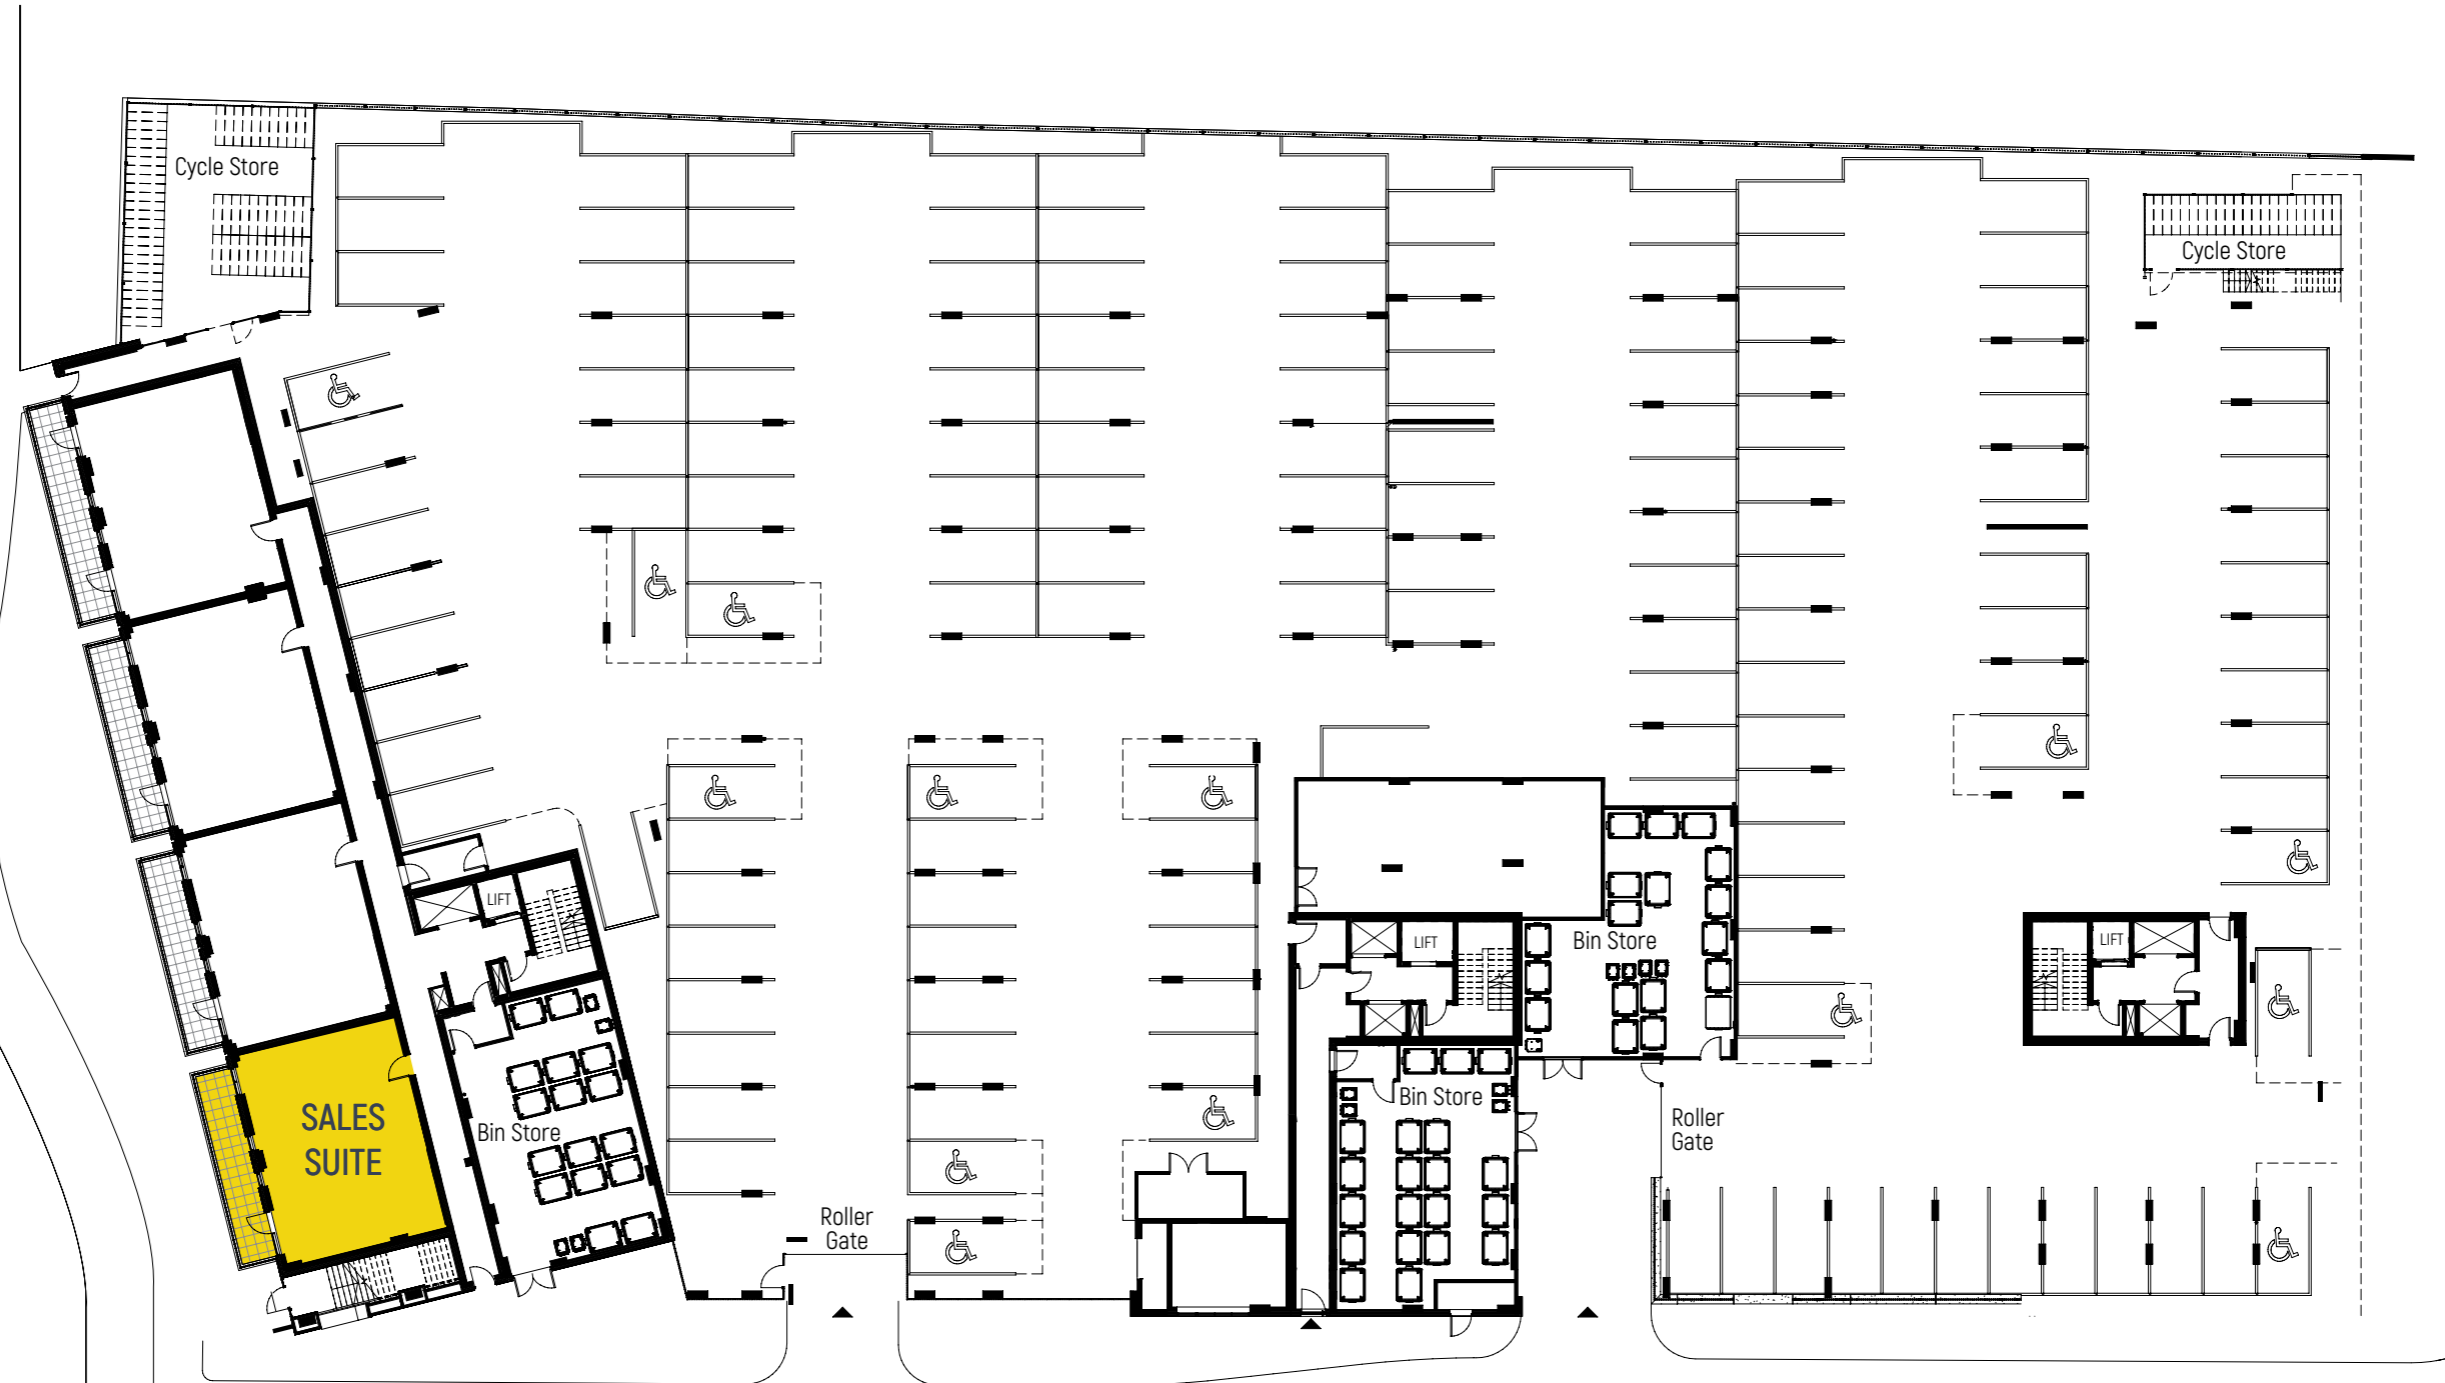 Cycle Store
Cycle Store
LIFT
LIFT
LIFT
Bin Store
Bin Store
Bin Store
SALES
SUITE
Roller
Gate
Roller
Gate